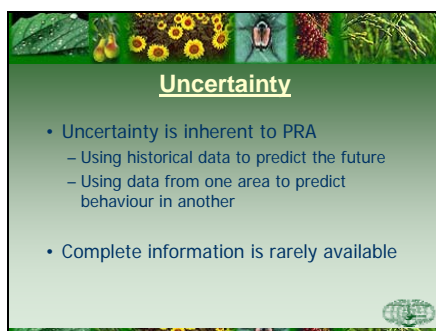 Uncertainty
• Uncertainty is inherent to PRA
– Using historical data to predict the future
– Using data from one area to predict
behaviour in another
• Complete information is rarely available